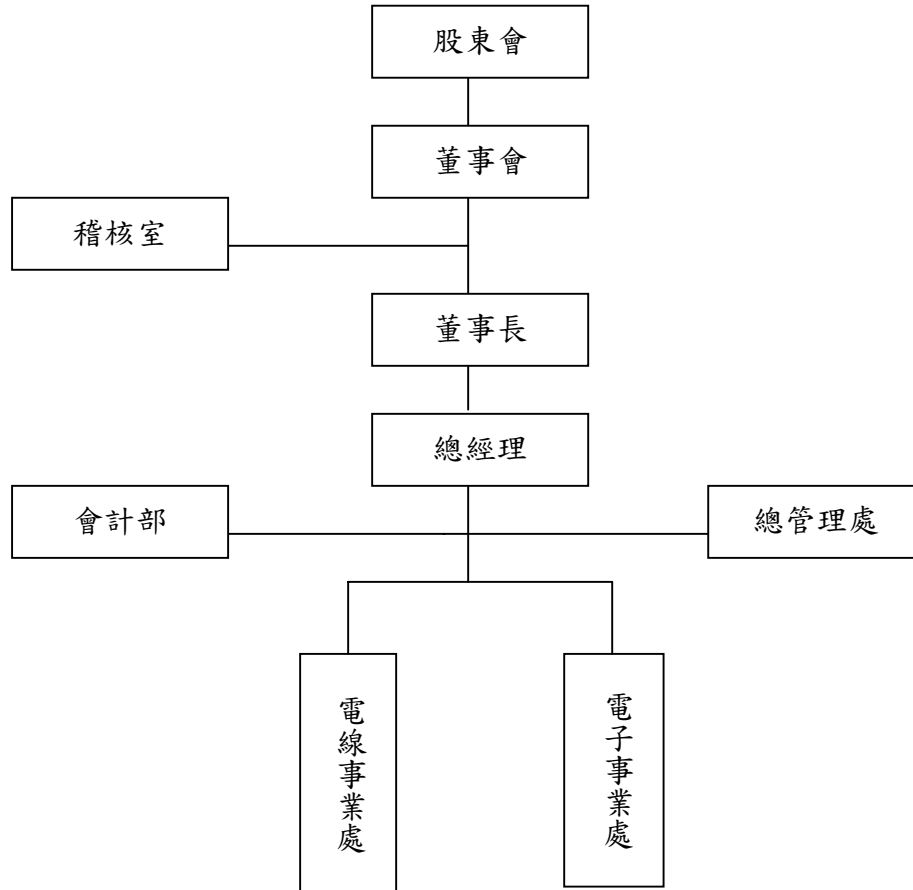 股東會
董事會
稽核室
董事長
總經理
會計部
總管理處
電線事業處
電子事業處